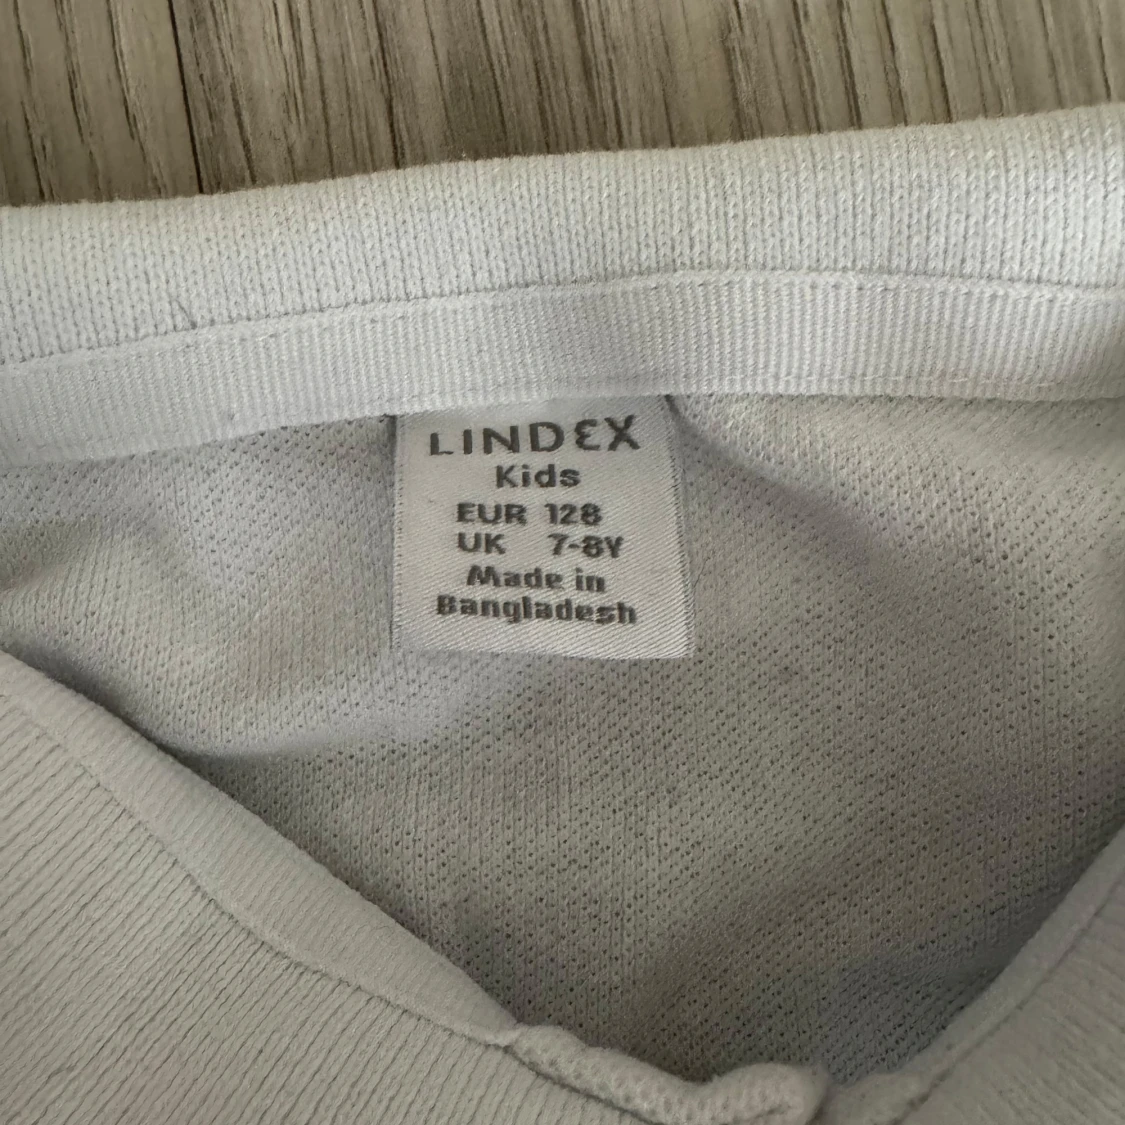 LINDEX
Kids
EUR 128
UK 7-8Y
Made in
Bangladesh